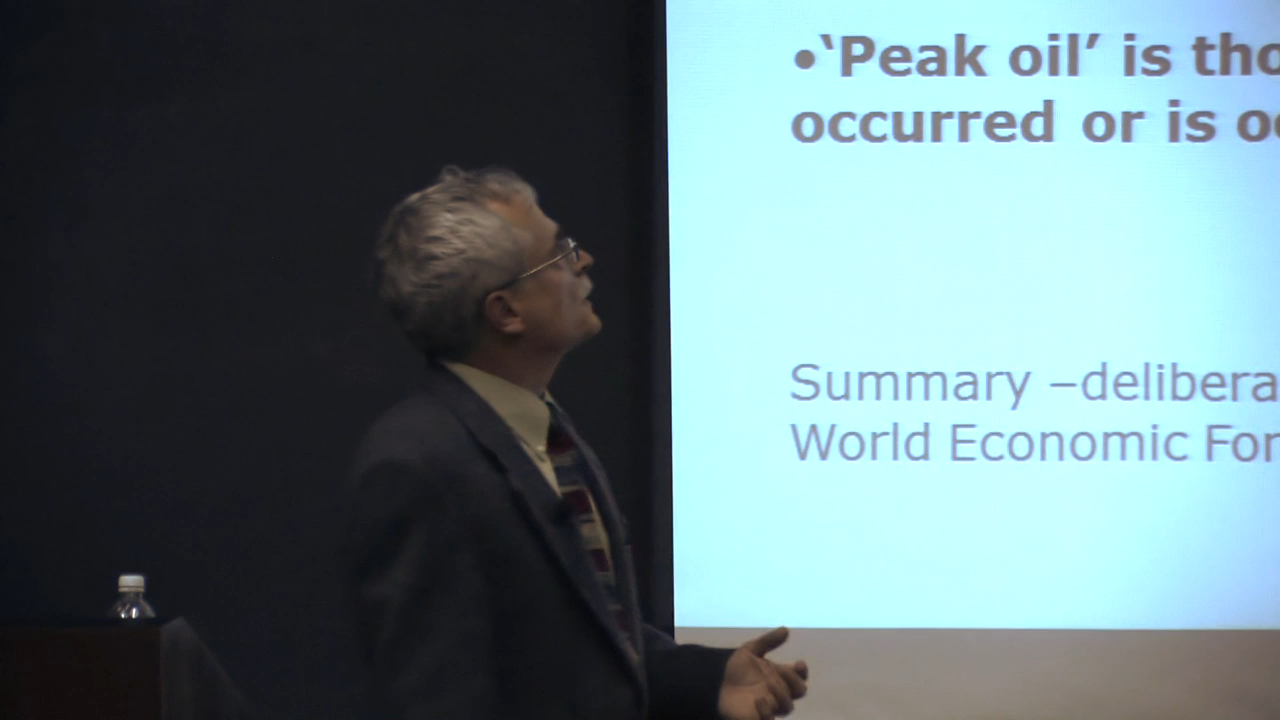 •‘Peak oil’ is tho
occurred or is o
Summary –delibera
World Economic For